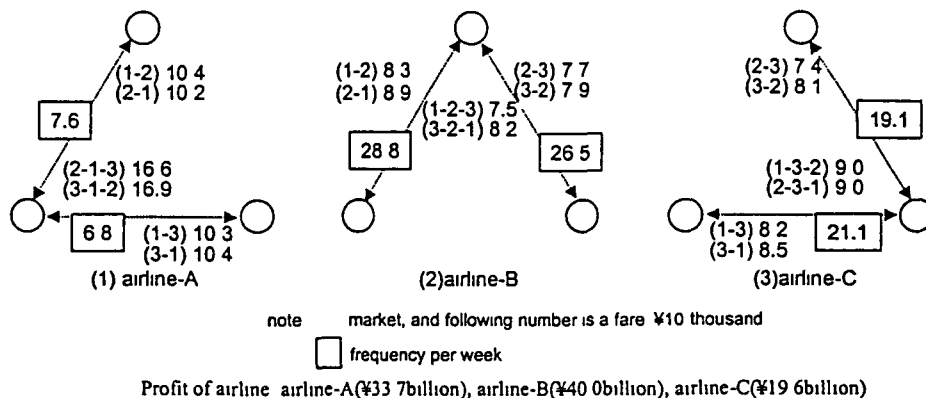 (1-2) 10 4
(2-1) 10 2
7.6
(2-1-3) 16 6
(3-1-2) 16.9
6 8
(1-3) 10 3
(3-1) 10 4
(1) airline-A
(1-2) 8 3
(2-1) 8 9
(2-3) 7 7
(3-2) 7 9
(1-2-3) 7.5
(3-2-1) 8 2
28 8
26 5
(2)airline-B
(2-3) 7 4
(3-2) 8 1
19.1
(1-3-2) 9 0
(2-3-1) 9 0
(1-3) 8 2
(3-1) 8.5
21.1
(3)airline-C
note market, and following number is a fare ¥10 thousand
frequency per week
Profit of airline airline-A(¥33 7billion), airline-B(¥40 0billion), airline-C(¥19 6billion)